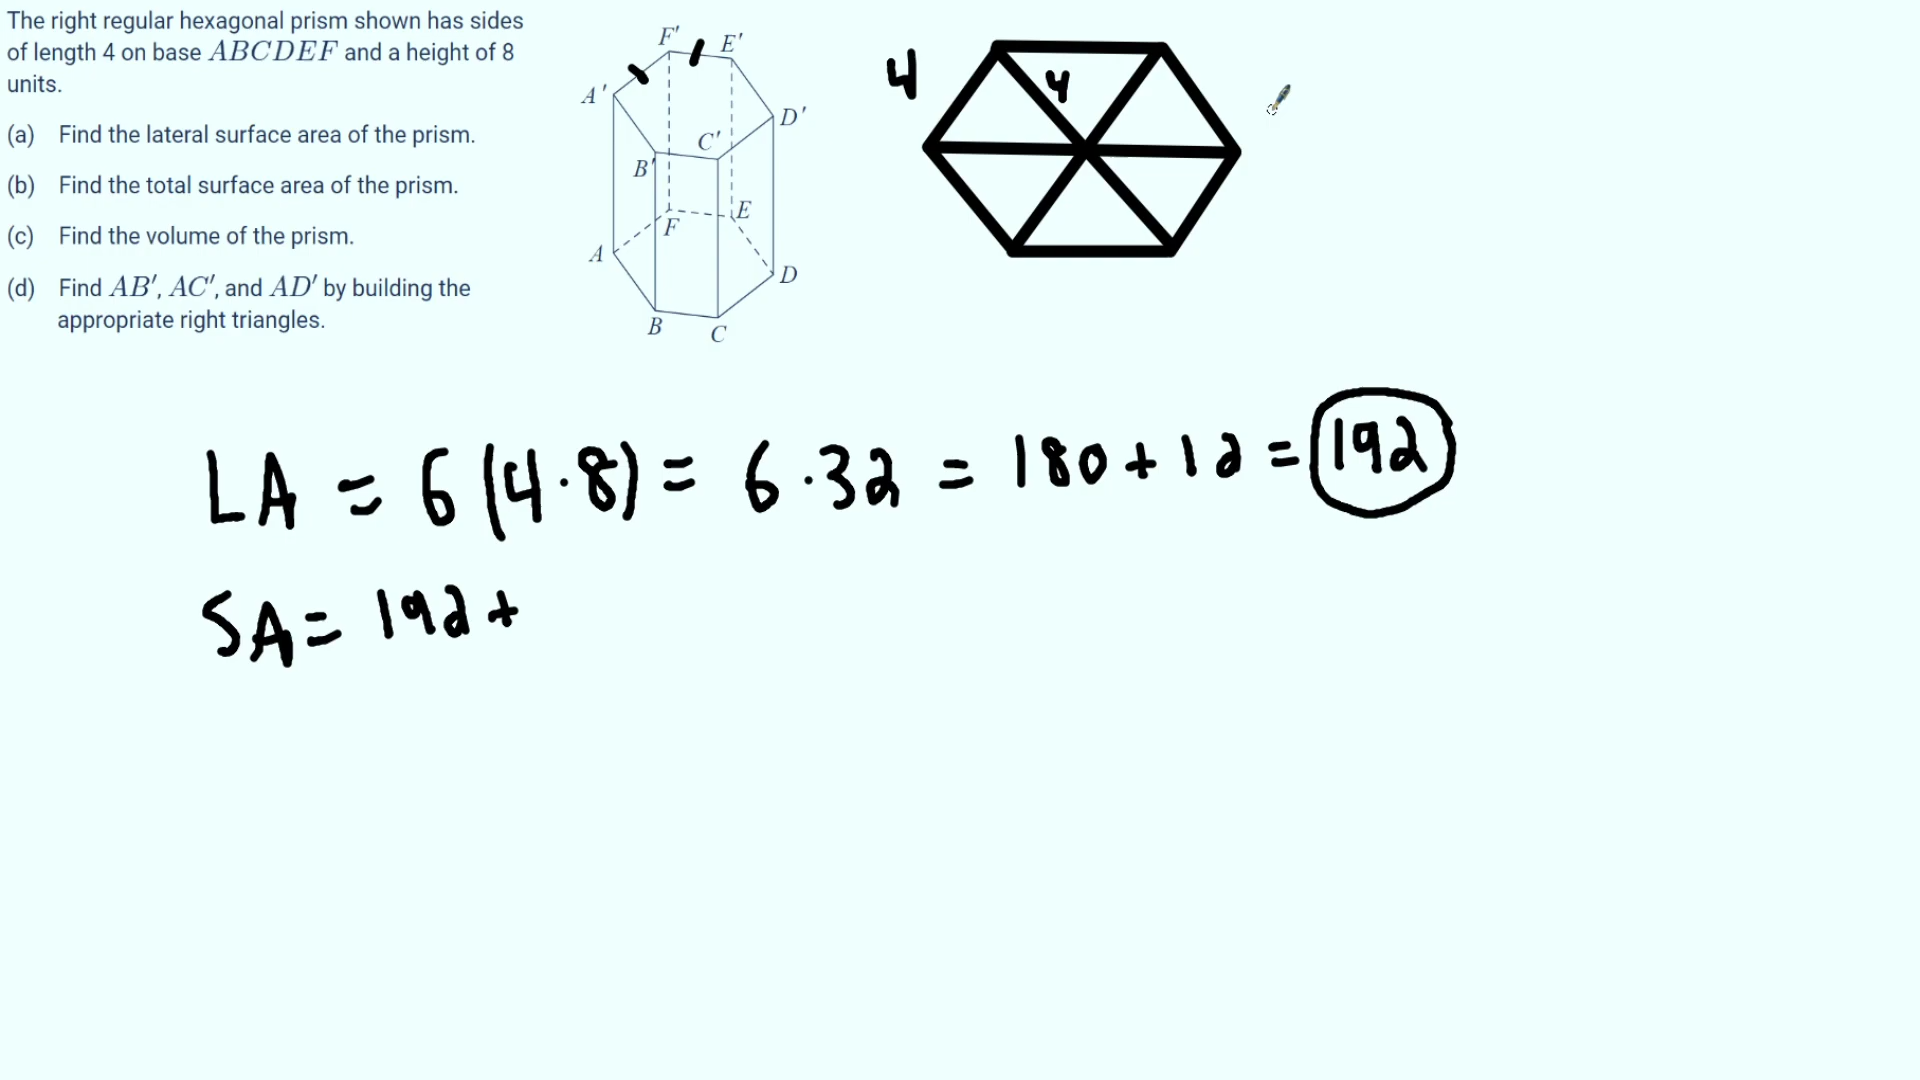 The right regular hexagonal prism shown has sides
of length 4 on base ABCDEF and a height of 8
units.
(a) Find the lateral surface area of the prism.
(b) Find the total surface area of the prism.
(c) Find the volume of the prism.
(d) Find AB′, AC′, and AD′ by building the
appropriate right triangles.
F′
E′
A′
D′
C′
B′
E
F
A
D
B
C
4
4
LA = 6(4·8) = 6·32 = 180+12 = 192
SA = 192+